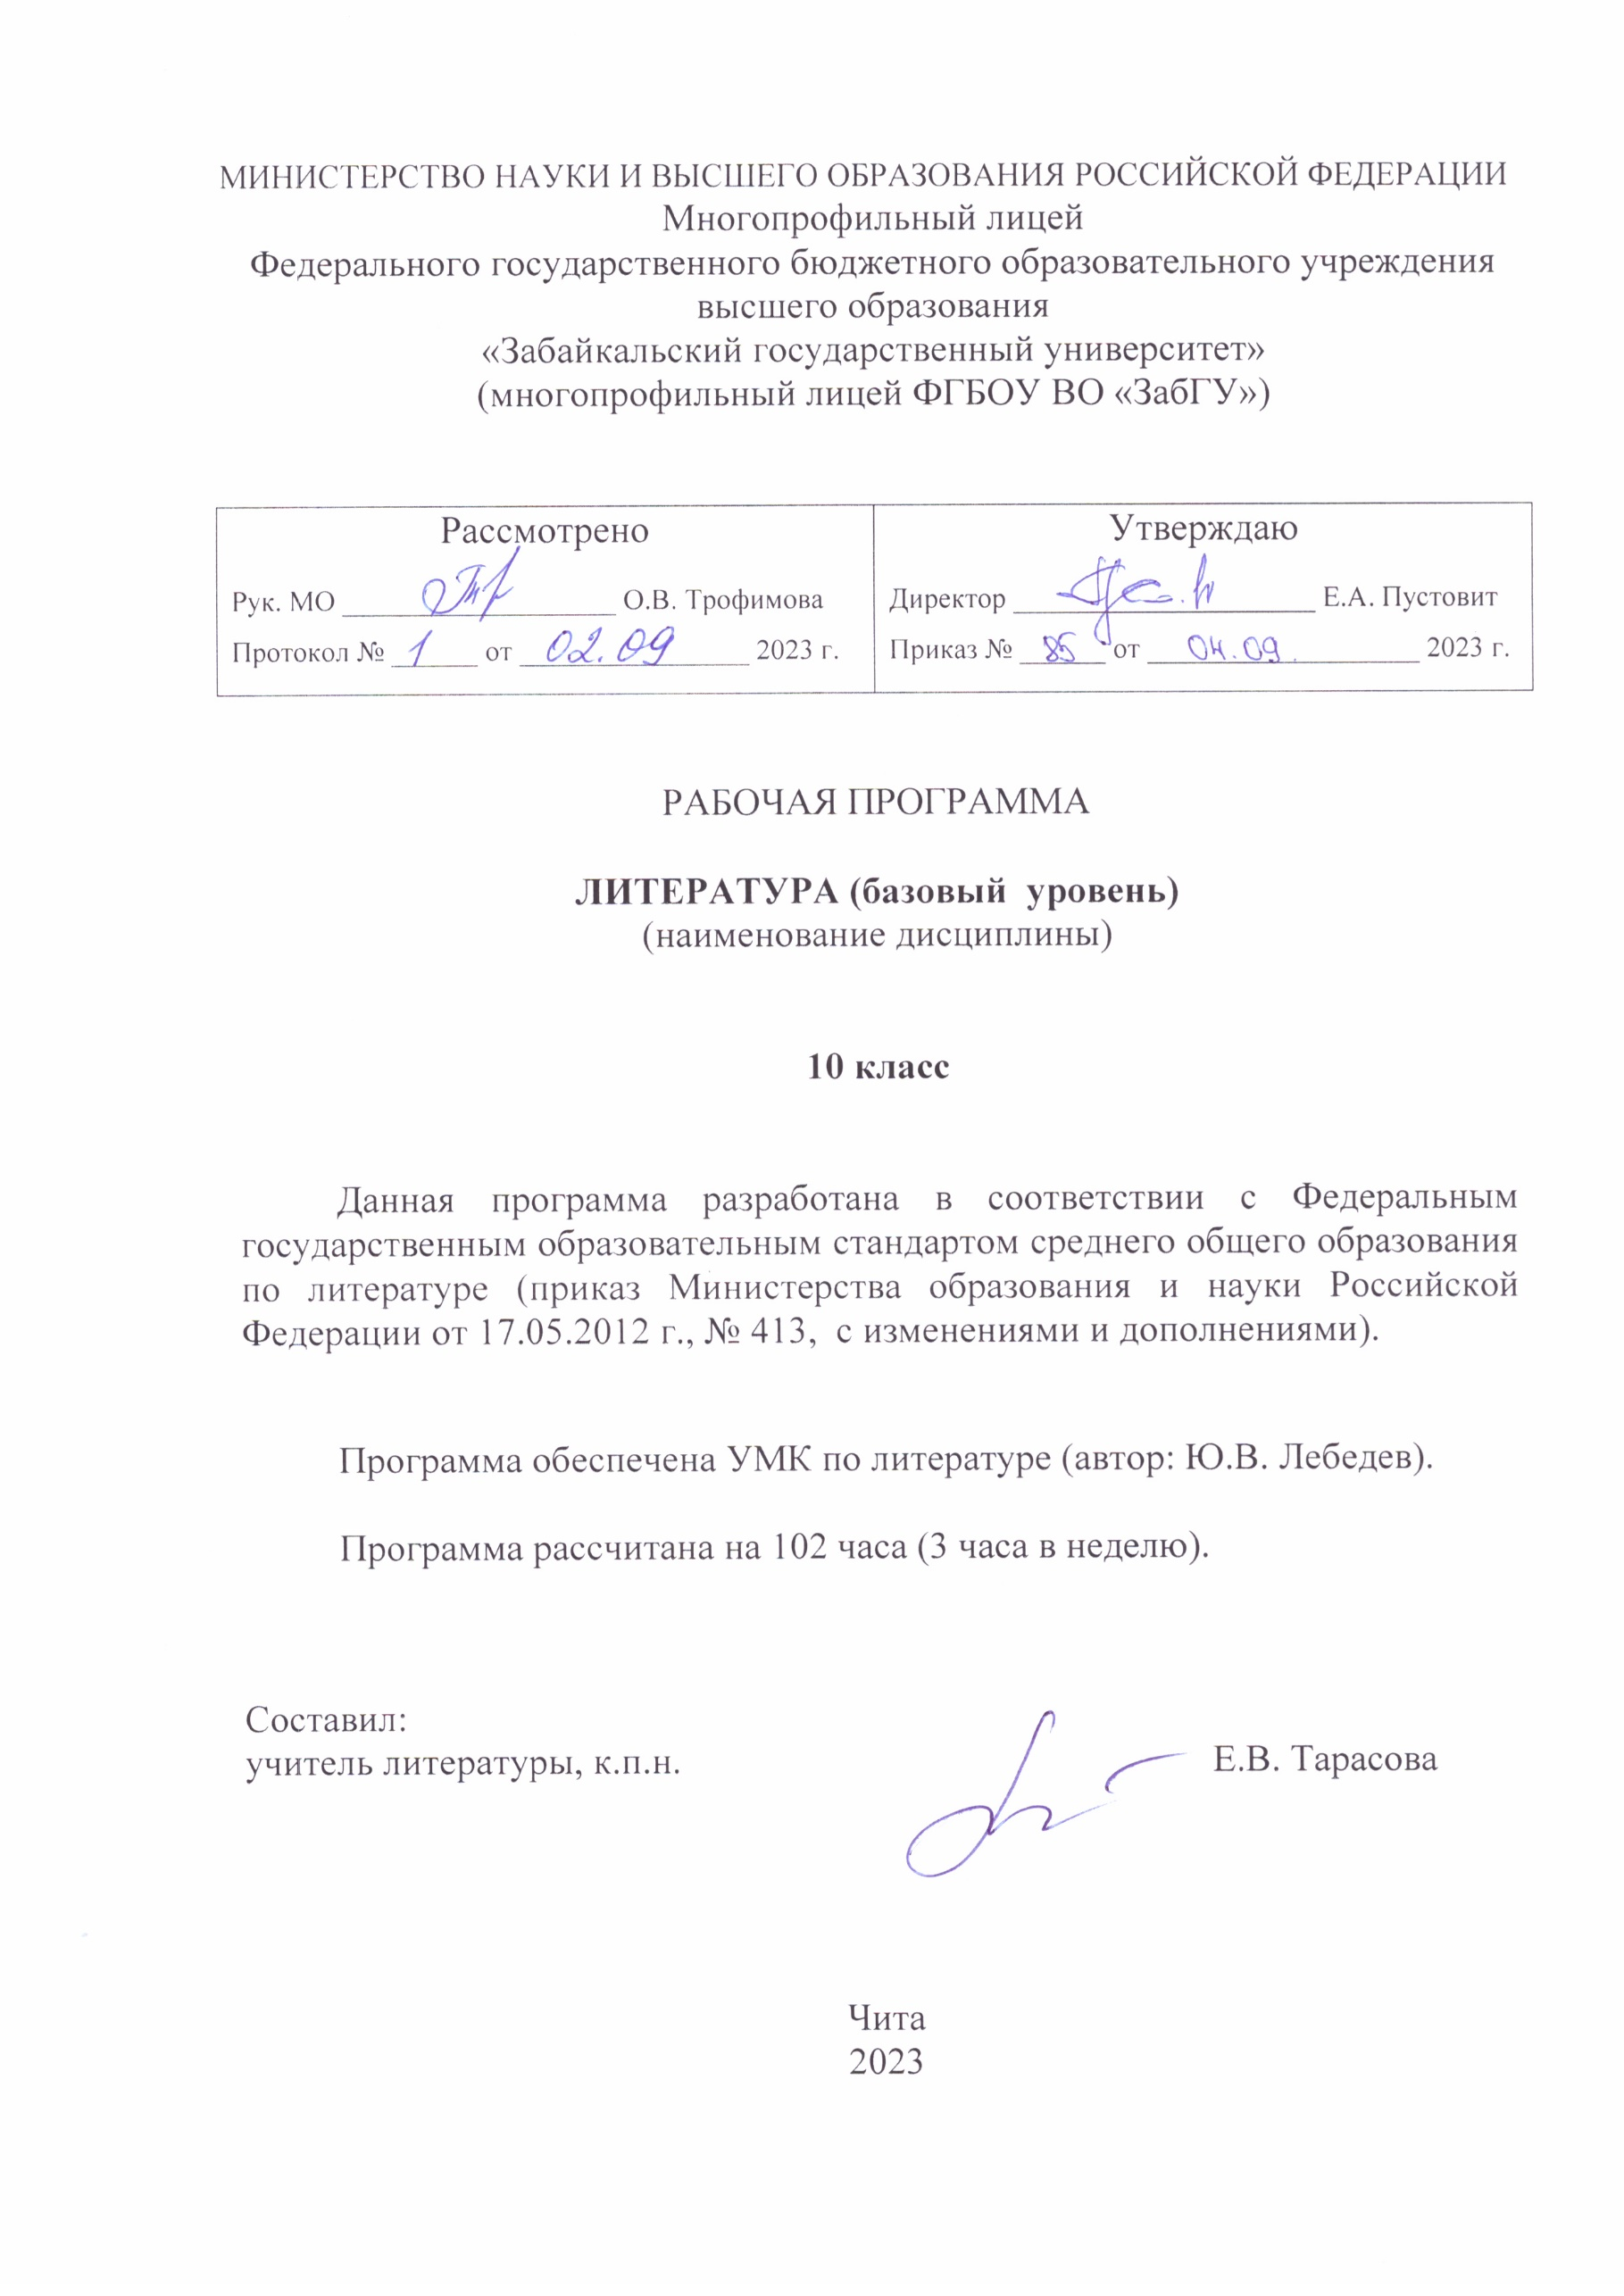 МИНИСТЕРСТВО НАУКИ И ВЫСШЕГО ОБРАЗОВАНИЯ РОССИЙСКОЙ ФЕДЕРАЦИИ
Многопрофильный лицей
Федерального государственного бюджетного образовательного учреждения
высшего образования
«Забайкальский государственный университет»
(многопрофильный лицей ФГБОУ ВО «ЗабГУ»)
Рассмотрено
Рук. МО ____________________ О.В. Трофимова
Протокол № 1 от 02.09 2023 г.
Утверждаю
Директор ____________________ Е.А. Пустовит
Приказ № 85 от 04.09. 2023 г.
РАБОЧАЯ ПРОГРАММА
ЛИТЕРАТУРА (базовый уровень)
(наименование дисциплины)
10 класс
Данная программа разработана в соответствии с Федеральным
государственным образовательным стандартом среднего общего образования
по литературе (приказ Министерства образования и науки Российской
Федерации от 17.05.2012 г., № 413, с изменениями и дополнениями).
Программа обеспечена УМК по литературе (автор: Ю.В. Лебедев).
Программа рассчитана на 102 часа (3 часа в неделю).
Составил:
учитель литературы, к.п.н. Е.В. Тарасова
Чита
2023